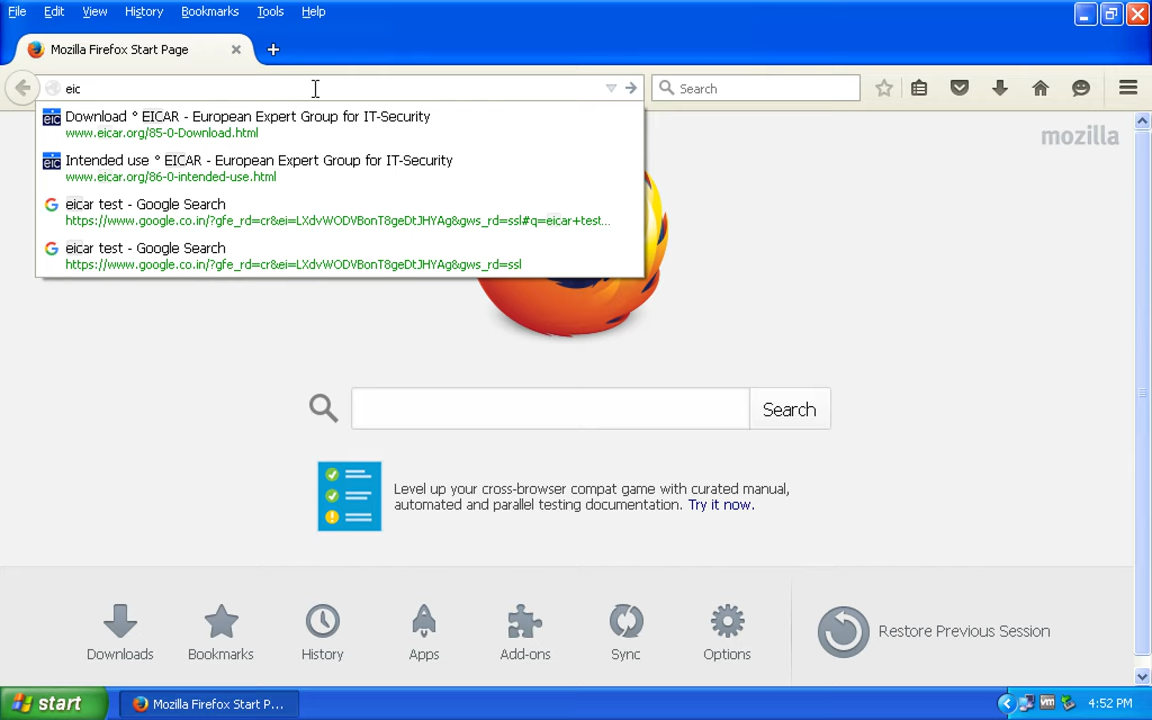 File Edit View History Bookmarks Tools Help
Mozilla Firefox Start Page
eic
Search
Download ° EICAR - European Expert Group for IT-Security
www.eicar.org/85-0-Download.html
Intended use ° EICAR - European Expert Group for IT-Security
www.eicar.org/86-0-intended-use.html
eicar test - Google Search
https://www.google.co.in/?gfe_rd=cr&ei=LXdvWODVBonT8geDtJHYAg&gws_rd=ssl#q=eicar+test...
eicar test - Google Search
https://www.google.co.in/?gfe_rd=cr&ei=LXdvWODVBonT8geDtJHYAg&gws_rd=ssl
mozilla
Search
Level up your cross-browser compat game with curated manual,
automated and parallel testing documentation. Try it now.
Downloads Bookmarks History Apps Add-ons Sync Options Restore Previous Session
start Mozilla Firefox Start P... 4:52 PM